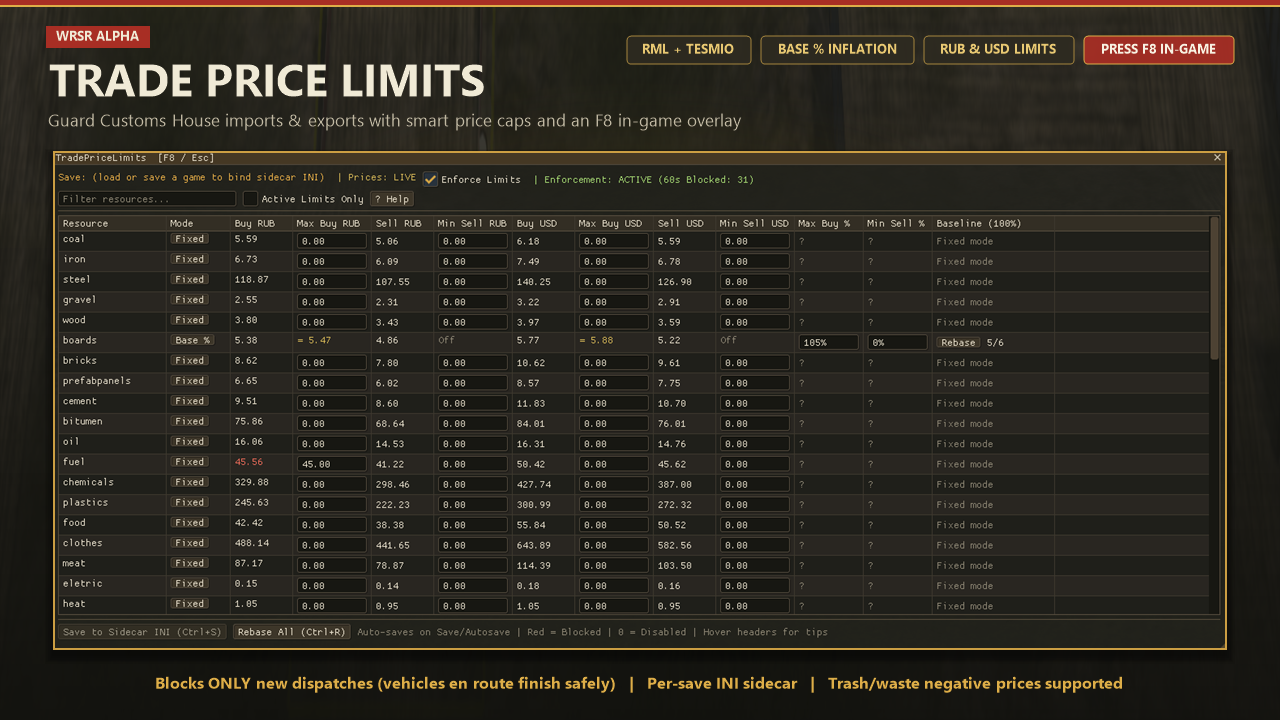 WRSR ALPHA
RML + TESMIO
BASE % INFLATION
RUB & USD LIMITS
PRESS F8 IN-GAME
TRADE PRICE LIMITS
Guard Customs House imports & exports with smart price caps and an F8 in-game overlay
TradePriceLimits [F8 / Esc]
Save: (load or save a game to bind sidecar INI) | Prices: LIVE Enforce Limits | Enforcement: ACTIVE (60s Blocked: 31)
Filter resources... Active Limits Only ? Help
Resource Mode Buy RUB Max Buy RUB Sell RUB Min Sell RUB Buy USD Max Buy USD Sell USD Min Sell USD Max Buy % Min Sell % Baseline (100%)
coal Fixed 5.59 0.00 5.06 0.00 6.18 0.00 5.59 0.00 ? ? Fixed mode
iron Fixed 6.73 0.00 6.09 0.00 7.49 0.00 6.78 0.00 ? ? Fixed mode
steel Fixed 118.87 0.00 107.55 0.00 140.25 0.00 126.90 0.00 ? ? Fixed mode
gravel Fixed 2.55 0.00 2.31 0.00 3.22 0.00 2.91 0.00 ? ? Fixed mode
wood Fixed 3.80 0.00 3.43 0.00 3.97 0.00 3.59 0.00 ? ? Fixed mode
boards Base % 5.38 = 5.47 4.86 Off 5.77 = 5.88 5.22 Off 105% 0% Rebase 5/6
bricks Fixed 8.62 0.00 7.80 0.00 10.62 0.00 9.61 0.00 ? ? Fixed mode
prefabpanels Fixed 6.65 0.00 6.02 0.00 8.57 0.00 7.75 0.00 ? ? Fixed mode
cement Fixed 9.51 0.00 8.60 0.00 11.83 0.00 10.70 0.00 ? ? Fixed mode
bitumen Fixed 75.86 0.00 68.64 0.00 84.01 0.00 76.01 0.00 ? ? Fixed mode
oil Fixed 16.06 0.00 14.53 0.00 16.31 0.00 14.76 0.00 ? ? Fixed mode
fuel Fixed 45.56 45.00 41.22 0.00 50.42 0.00 45.62 0.00 ? ? Fixed mode
chemicals Fixed 329.88 0.00 298.46 0.00 427.74 0.00 387.00 0.00 ? ? Fixed mode
plastics Fixed 245.63 0.00 222.23 0.00 300.99 0.00 272.32 0.00 ? ? Fixed mode
food Fixed 42.42 0.00 38.38 0.00 55.84 0.00 50.52 0.00 ? ? Fixed mode
clothes Fixed 488.14 0.00 441.65 0.00 643.89 0.00 582.56 0.00 ? ? Fixed mode
meat Fixed 87.17 0.00 78.87 0.00 114.39 0.00 103.50 0.00 ? ? Fixed mode
eletric Fixed 0.15 0.00 0.14 0.00 0.18 0.00 0.16 0.00 ? ? Fixed mode
heat Fixed 1.05 0.00 0.95 0.00 1.05 0.00 0.95 0.00 ? ? Fixed mode
Save to Sidecar INI (Ctrl+S) Rebase All (Ctrl+R) Auto-saves on Save/Autosave | Red = Blocked | 0 = Disabled | Hover headers for tips
Blocks ONLY new dispatches (vehicles en route finish safely) | Per-save INI sidecar | Trash/waste negative prices supported